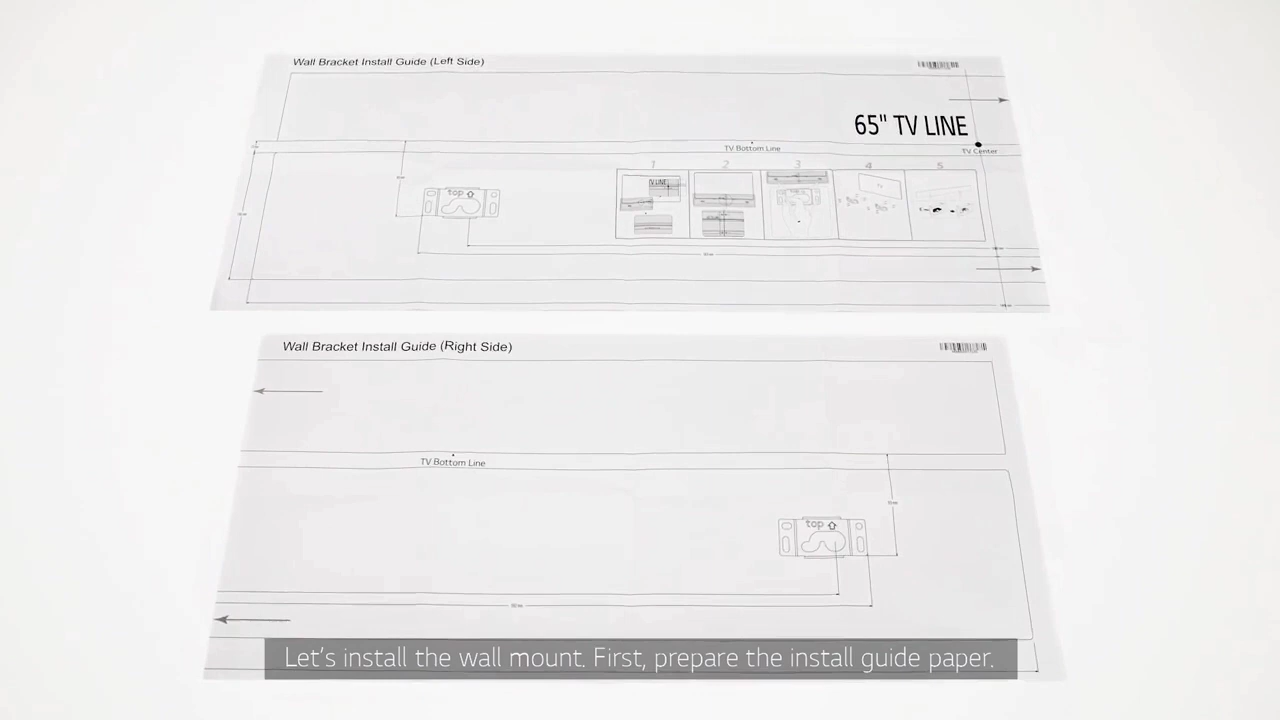 Wall Bracket Install Guide (Left Side)
65" TV LINE
TV Bottom Line
TV Center
1 2 3 4 5
TV LINE
top
Wall Bracket Install Guide (Right Side)
TV Bottom Line
top
Let's install the wall mount. First, prepare the install guide paper.